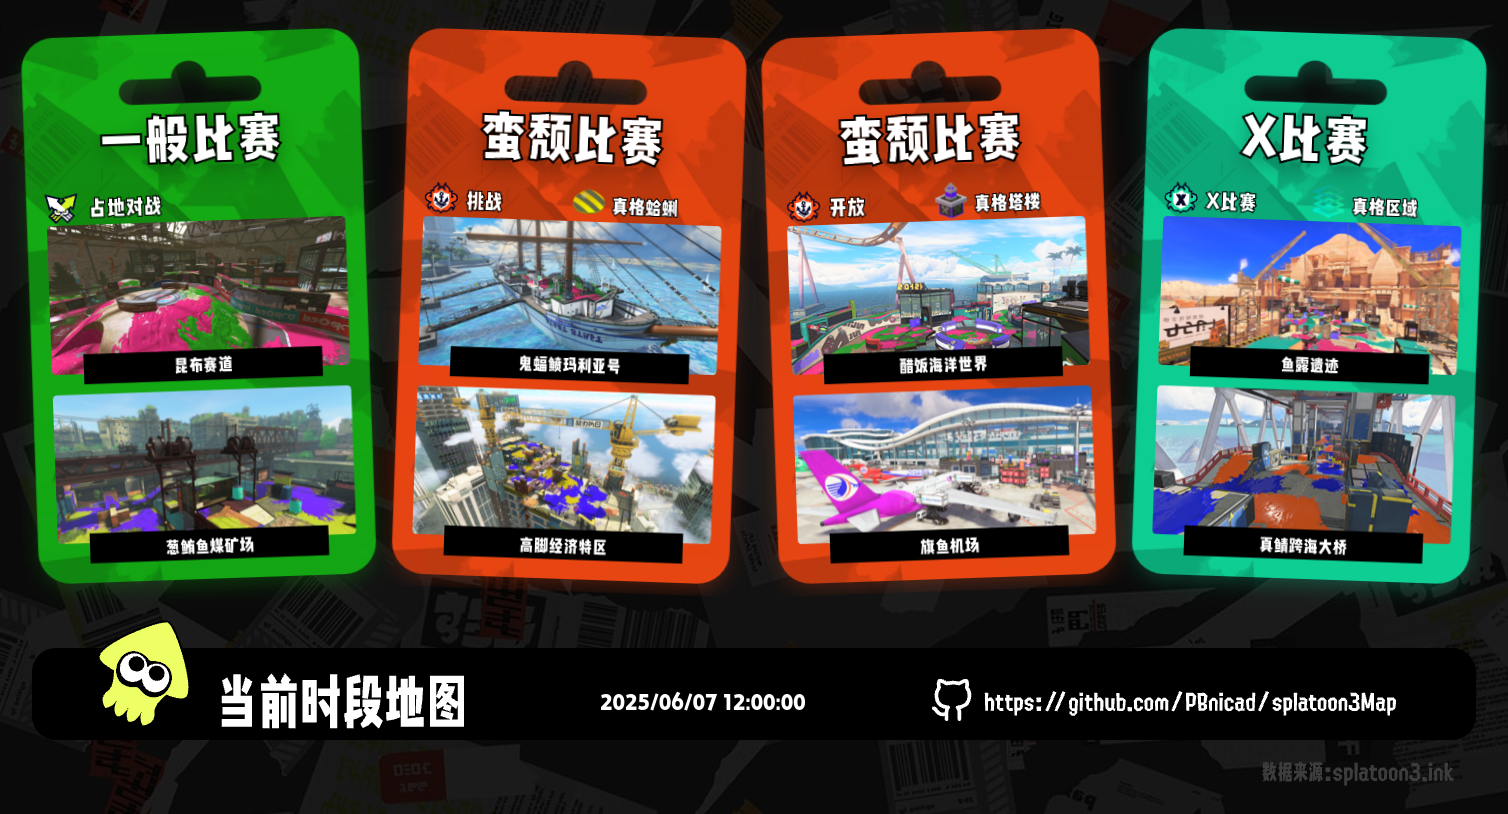 一般比赛
占地对战
昆布赛道
葱鲔鱼煤矿场
蛮颓比赛
挑战
真格蛤蜊
鬼蝠鲼玛利亚号
高脚经济特区
蛮颓比赛
开放
真格塔楼
醋饭海洋世界
旗鱼机场
X比赛
X比赛
真格区域
鱼露遗迹
真鲭跨海大桥
当前时段地图
2025/06/07 12:00:00
https://github.com/PBnicad/splatoon3Map
数据来源:splatoon3.ink